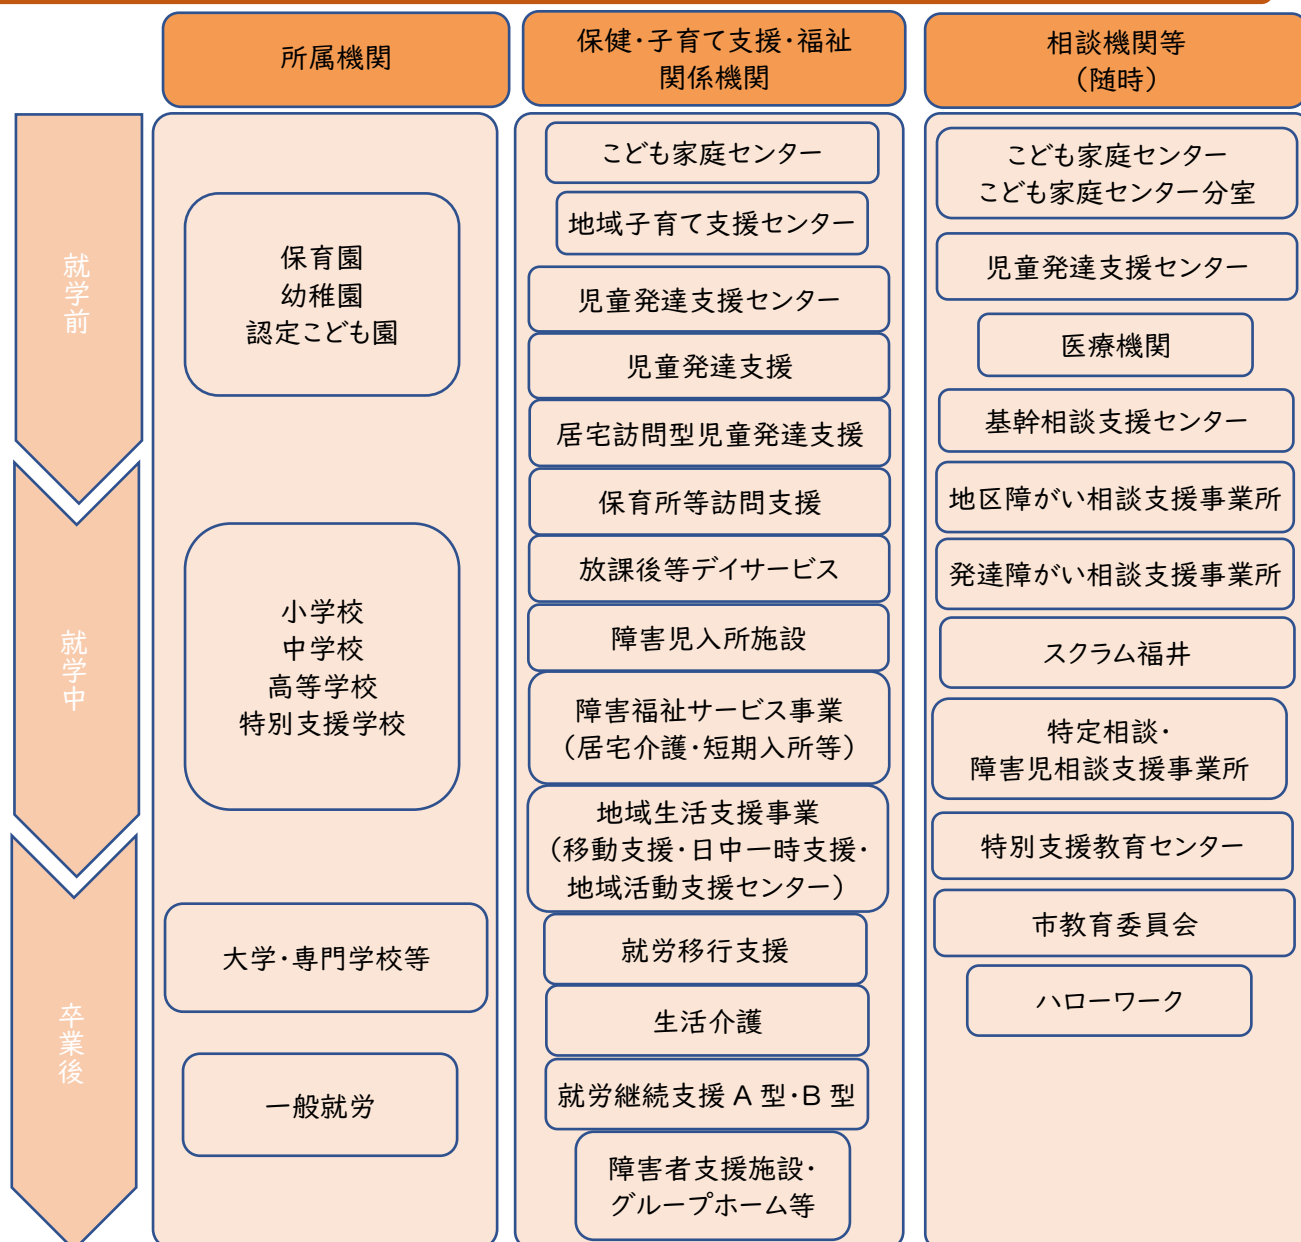 所属機関
保健・子育て支援・福祉
関係機関
相談機関等
（随時）
就学前
就学中
卒業後
保育園
幼稚園
認定こども園
小学校
中学校
高等学校
特別支援学校
大学・専門学校等
一般就労
こども家庭センター
地域子育て支援センター
児童発達支援センター
児童発達支援
居宅訪問型児童発達支援
保育所等訪問支援
放課後等デイサービス
障害児入所施設
障害福祉サービス事業
（居宅介護・短期入所等）
地域生活支援事業
（移動支援・日中一時支援・
地域活動支援センター）
就労移行支援
生活介護
就労継続支援 A 型・B 型
障害者支援施設・
グループホーム等
こども家庭センター
こども家庭センター分室
児童発達支援センター
医療機関
基幹相談支援センター
地区障がい相談支援事業所
発達障がい相談支援事業所
スクラム福井
特定相談・
障害児相談支援事業所
特別支援教育センター
市教育委員会
ハローワーク